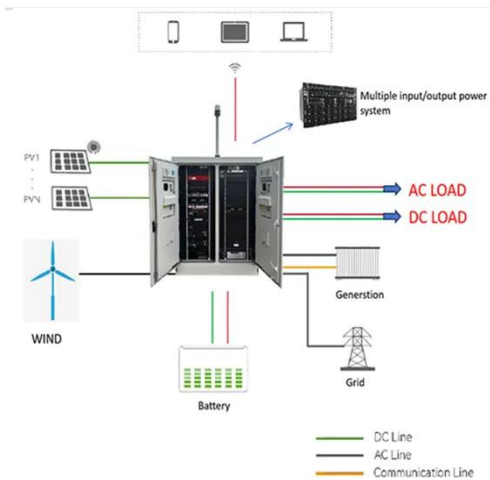 Multiple input/output power
system
PV1
PVN
AC LOAD
DC LOAD
WIND
Generstion
Grid
Battery
DC Line
AC Line
Communication Line